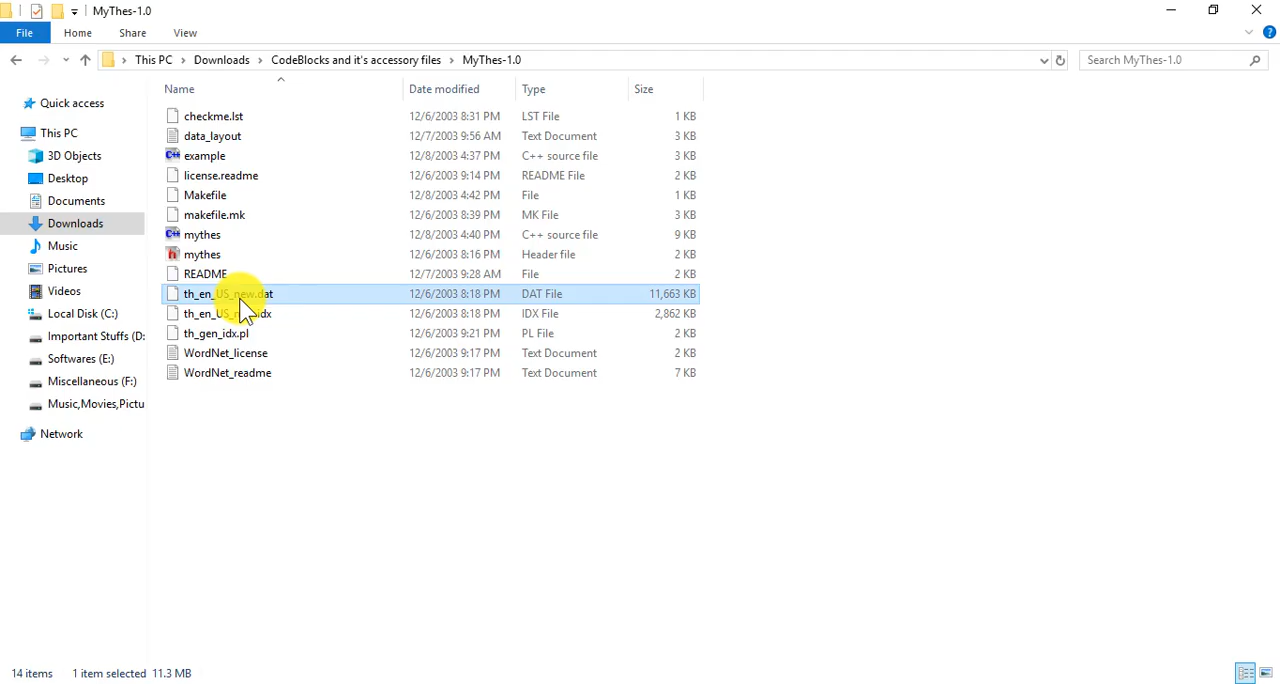 MyThes-1.0
File Home Share View
This PC Downloads CodeBlocks and it's accessory files MyThes-1.0 Search MyThes-1.0
Name Date modified Type Size
Quick access
This PC
3D Objects
Desktop
Documents
Downloads
Music
Pictures
Videos
Local Disk (C:)
Important Stuffs (D:
Softwares (E:)
Miscellaneous (F:)
Music,Movies,Pictu
Network
checkme.lst 12/6/2003 8:31 PM LST File 1 KB
data_layout 12/7/2003 9:56 AM Text Document 3 KB
example 12/8/2003 4:37 PM C++ source file 3 KB
license.readme 12/6/2003 9:14 PM README File 2 KB
Makefile 12/8/2003 4:42 PM File 1 KB
makefile.mk 12/6/2003 8:39 PM MK File 3 KB
mythes 12/8/2003 4:40 PM C++ source file 9 KB
mythes 12/6/2003 8:16 PM Header file 2 KB
README 12/7/2003 9:28 AM File 2 KB
th_en_US_new.dat 12/6/2003 8:18 PM DAT File 11,663 KB
12/6/2003 8:18 PM IDX File 2,862 KB
th_gen_idx.pl 12/6/2003 9:21 PM PL File 2 KB
WordNet_license 12/6/2003 9:17 PM Text Document 2 KB
WordNet_readme 12/6/2003 9:17 PM Text Document 7 KB
14 items 1 item selected 11.3 MB